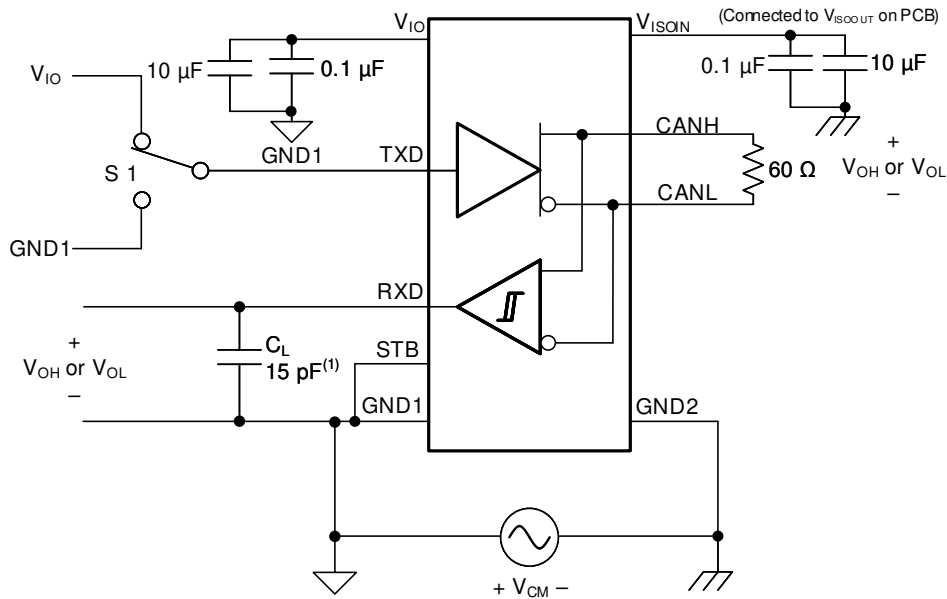 V_IO
V_ISOIN
(Connected to V_ISOOUT on PCB)
V_IO
10 µF
0.1 µF
0.1 µF
10 µF
GND1
TXD
CANH
S 1
60 Ω
+
V_OH or V_OL
–
CANL
GND1
RXD
+
V_OH or V_OL
–
C_L
15 pF(1)
STB
GND1
GND2
+ V_CM –